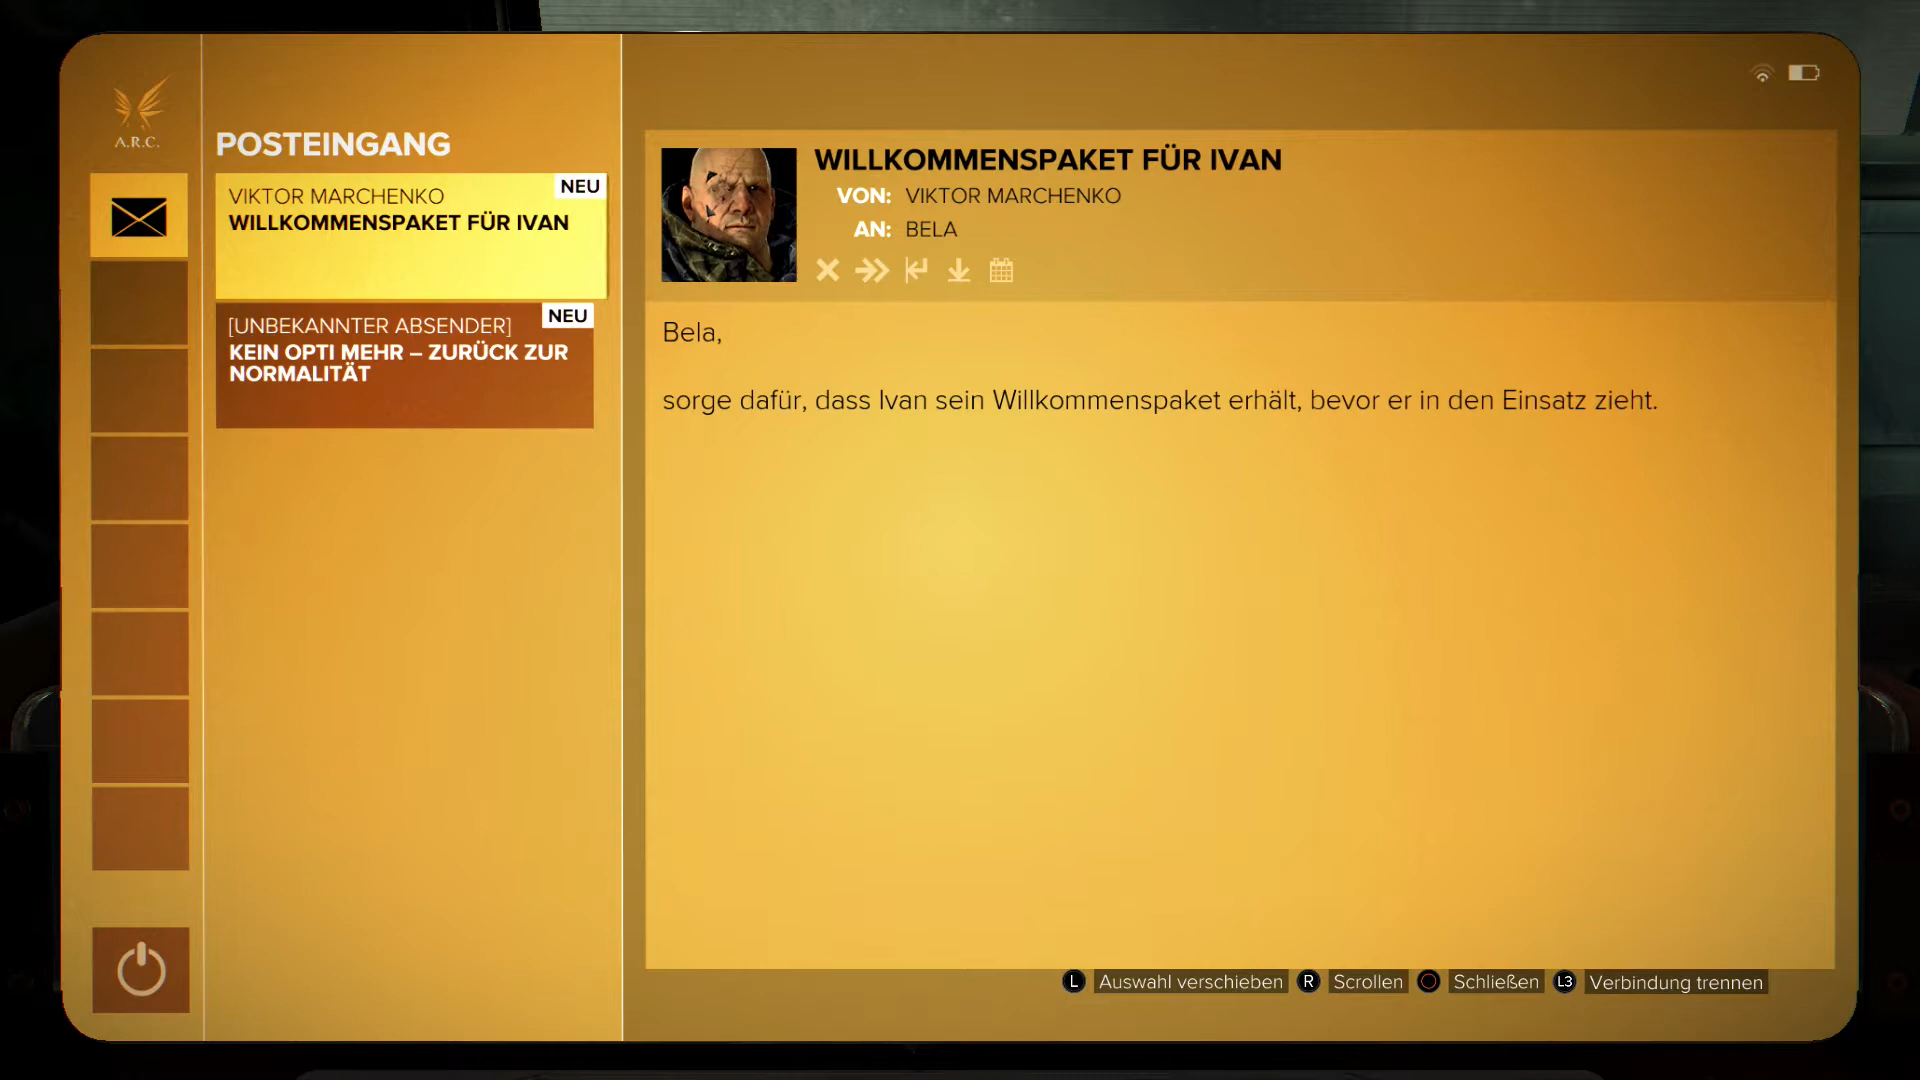 A.R.C.
POSTEINGANG
VIKTOR MARCHENKO
NEU
WILLKOMMENSPAKET FÜR IVAN
[UNBEKANNTER ABSENDER]
NEU
KEIN OPTI MEHR – ZURÜCK ZUR
NORMALITÄT
WILLKOMMENSPAKET FÜR IVAN
VON: VIKTOR MARCHENKO
AN: BELA
Bela,
sorge dafür, dass Ivan sein Willkommenspaket erhält, bevor er in den Einsatz zieht.
L Auswahl verschieben R Scrollen Schließen L3 Verbindung trennen